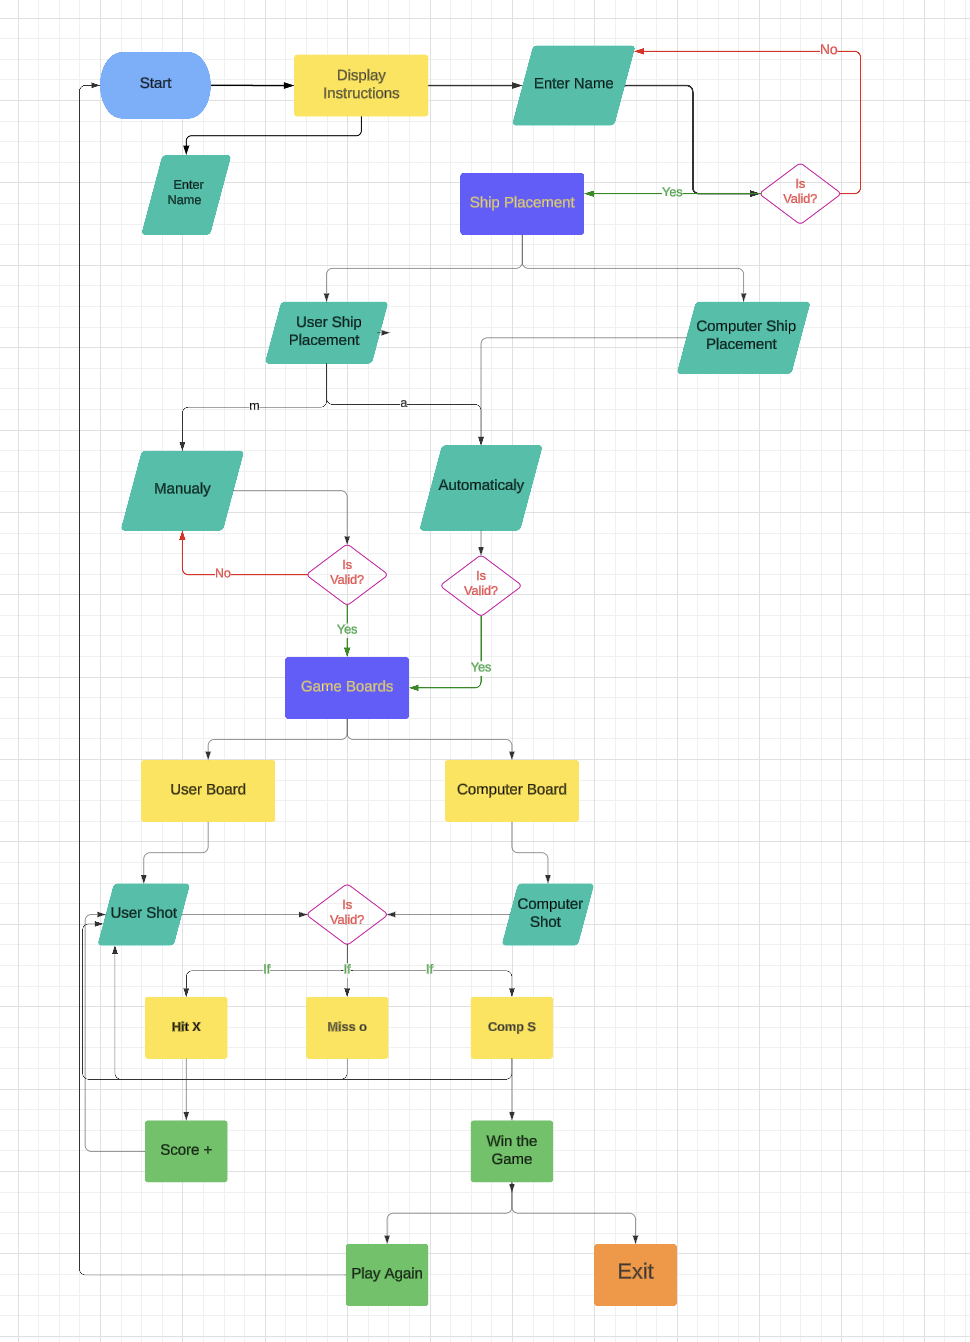 Start
Display
Instructions
Enter Name
No
Enter
Name
Ship Placement
Yes
Is
Valid?
User Ship
Placement
Computer Ship
Placement
m
a
Manualy
Automaticaly
Is
Valid?
No
Is
Valid?
Yes
Yes
Game Boards
User Board
Computer Board
User Shot
Is
Valid?
Computer
Shot
If
If
If
Hit X
Miss o
Comp S
Score +
Win the
Game
Play Again
Exit